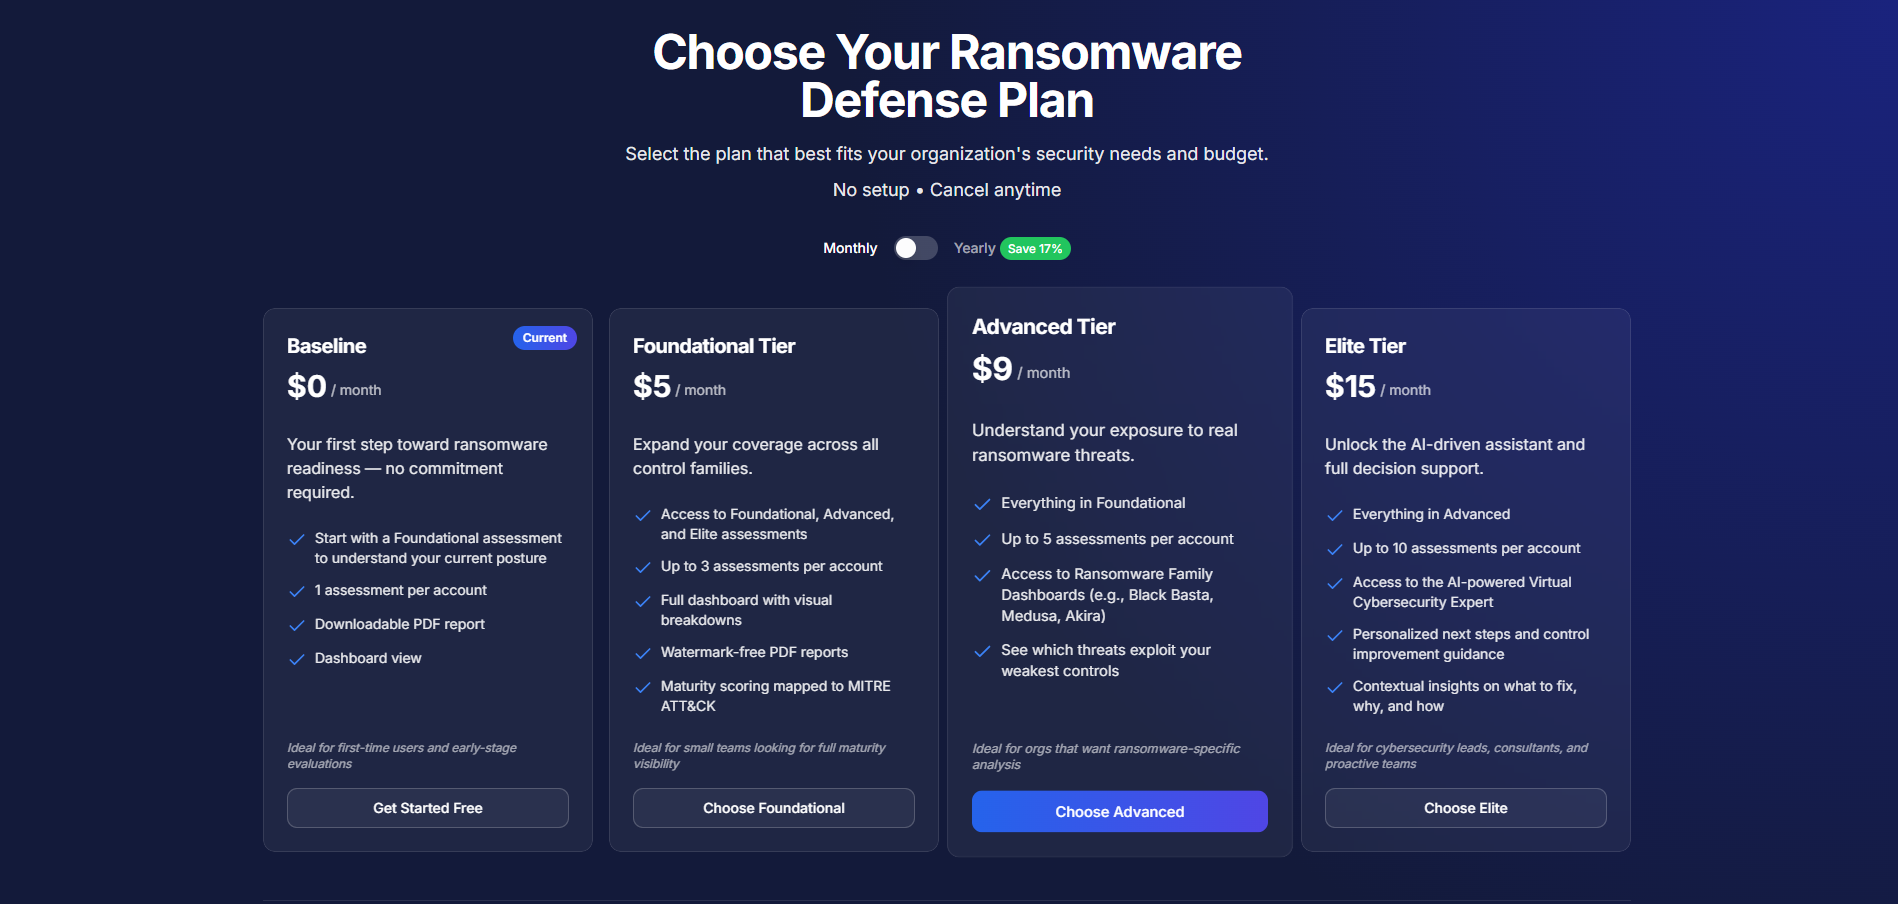 Choose Your Ransomware
Defense Plan
Select the plan that best fits your organization's security needs and budget.
No setup • Cancel anytime
Monthly
Yearly
Save 17%
Baseline
Current
$0 / month
Your first step toward ransomware
readiness — no commitment
required.
Start with a Foundational assessment
to understand your current posture
1 assessment per account
Downloadable PDF report
Dashboard view
Ideal for first-time users and early-stage
evaluations
Get Started Free
Foundational Tier
$5 / month
Expand your coverage across all
control families.
Access to Foundational, Advanced,
and Elite assessments
Up to 3 assessments per account
Full dashboard with visual
breakdowns
Watermark-free PDF reports
Maturity scoring mapped to MITRE
ATT&CK
Ideal for small teams looking for full maturity
visibility
Choose Foundational
Advanced Tier
$9 / month
Understand your exposure to real
ransomware threats.
Everything in Foundational
Up to 5 assessments per account
Access to Ransomware Family
Dashboards (e.g., Black Basta,
Medusa, Akira)
See which threats exploit your
weakest controls
Ideal for orgs that want ransomware-specific
analysis
Choose Advanced
Elite Tier
$15 / month
Unlock the AI-driven assistant and
full decision support.
Everything in Advanced
Up to 10 assessments per account
Access to the AI-powered Virtual
Cybersecurity Expert
Personalized next steps and control
improvement guidance
Contextual insights on what to fix,
why, and how
Ideal for cybersecurity leads, consultants, and
proactive teams
Choose Elite